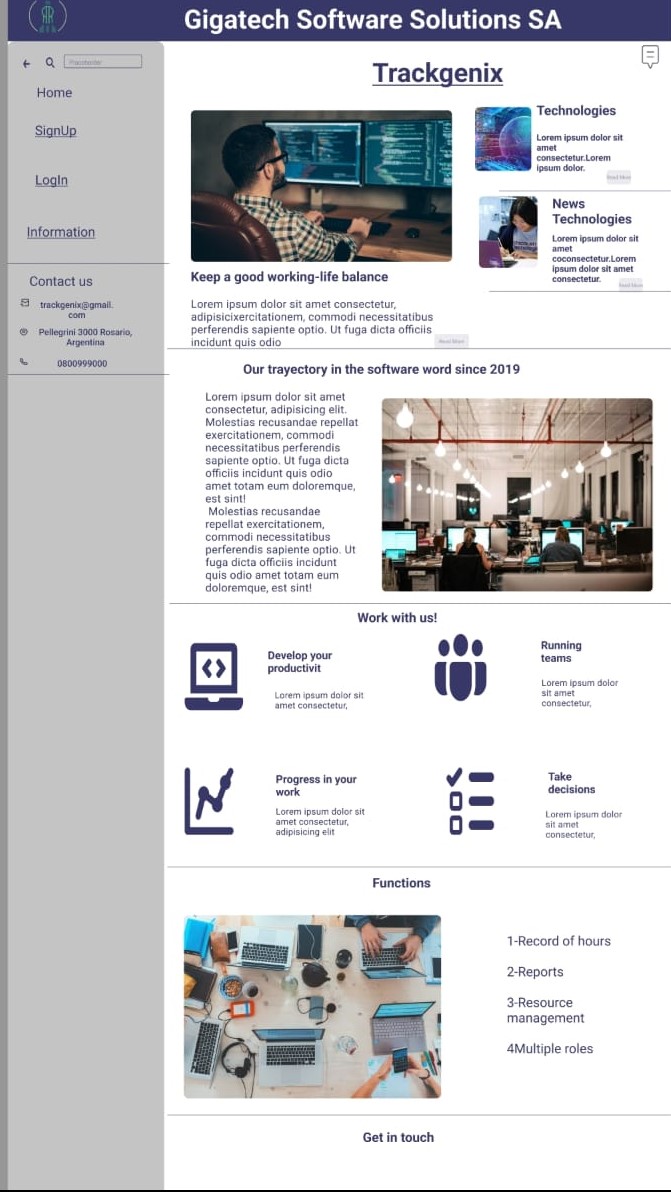 Gigatech Software Solutions SA
Placeholder
Home
SignUp
LogIn
Information
Contact us
trackgenix@gmail.
com
Pellegrini 3000 Rosario,
Argentina
0800999000
Trackgenix
Keep a good working-life balance
Lorem ipsum dolor sit amet consectetur,
adipisicixercitationem, commodi necessitatibus
perferendis sapiente optio. Ut fuga dicta officiis
incidunt quis odio
Read More
Technologies
Lorem ipsum dolor sit
amet
consectetur.Lorem
ipsum dolor.
Read More
News
Technologies
Lorem ipsum dolor sit
amet
coconsectetur.Lorem
ipsum dolor sit amet
consectetur.
Read More
Our trayectory in the software word since 2019
Lorem ipsum dolor sit amet
consectetur, adipisicing elit.
Molestias recusandae repellat
exercitationem, commodi
necessitatibus perferendis
sapiente optio. Ut fuga dicta
officiis incidunt quis odio
amet totam eum doloremque,
est sint!
Molestias recusandae
repellat exercitationem,
commodi necessitatibus
perferendis sapiente optio. Ut
fuga dicta officiis incidunt
quis odio amet totam eum
doloremque, est sint!
Work with us!
Develop your
productivit
Lorem ipsum dolor sit
amet consectetur,
Running
teams
Lorem ipsum dolor
sit amet
consectetur,
Progress in your
work
Lorem ipsum dolor sit
amet consectetur,
adipisicing elit
Take
decisions
Lorem ipsum dolor
sit amet
consectetur,
Functions
1-Record of hours
2-Reports
3-Resource
management
4Multiple roles
Get in touch